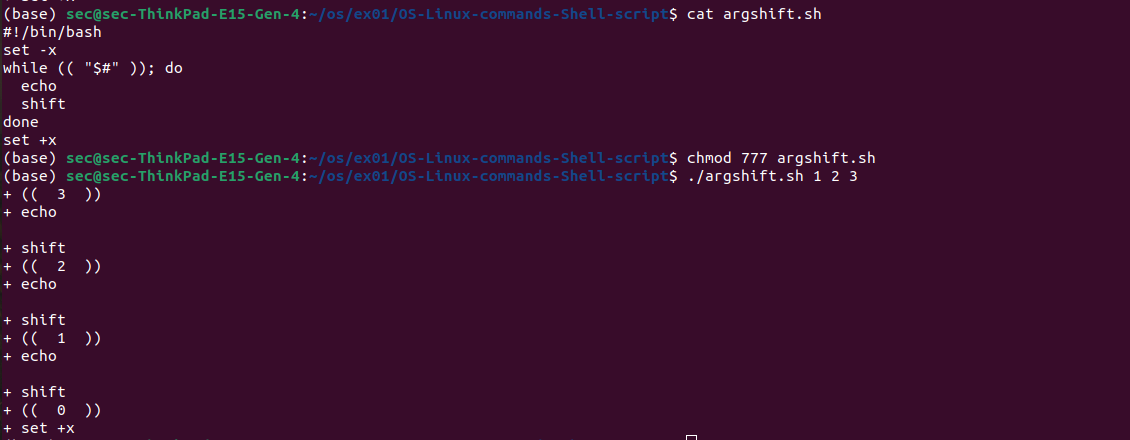 (base) sec@sec-ThinkPad-E15-Gen-4:~/os/ex01/OS-Linux-commands-Shell-script$ cat argshift.sh
#!/bin/bash
set -x
while (( "$#" )); do
  echo
  shift
done
set +x
(base) sec@sec-ThinkPad-E15-Gen-4:~/os/ex01/OS-Linux-commands-Shell-script$ chmod 777 argshift.sh
(base) sec@sec-ThinkPad-E15-Gen-4:~/os/ex01/OS-Linux-commands-Shell-script$ ./argshift.sh 1 2 3
+ ((  3  ))
+ echo

+ shift
+ ((  2  ))
+ echo

+ shift
+ ((  1  ))
+ echo

+ shift
+ ((  0  ))
+ set +x